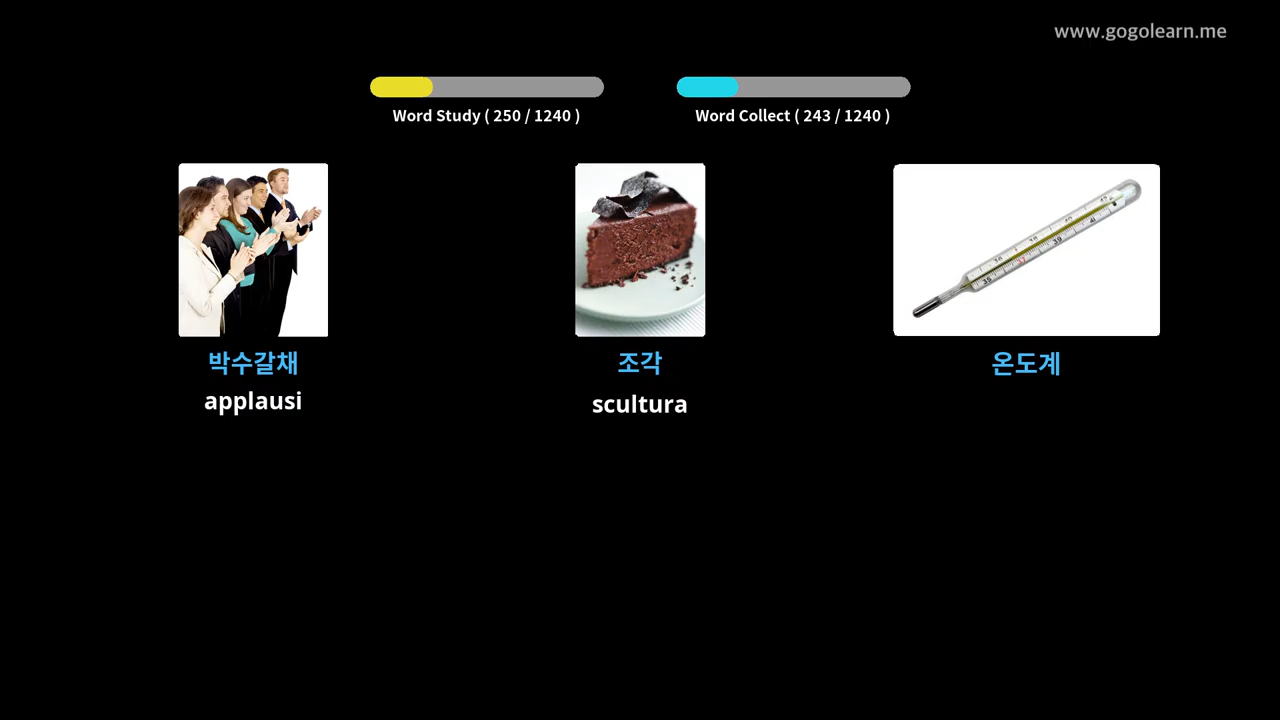 www.gogolearn.me
Word Study ( 250 / 1240 )
Word Collect ( 243 / 1240 )
박수갈채
조각
온도계
applausi
scultura